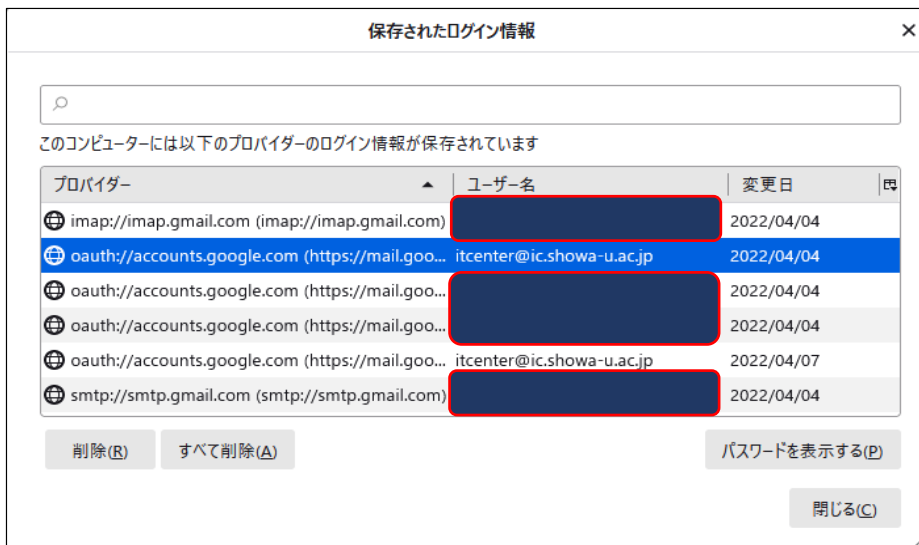 保存されたログイン情報
このコンピューターには以下のプロバイダーのログイン情報が保存されています
プロバイダー ユーザー名 変更日
imap://imap.gmail.com (imap://imap.gmail.com) 2022/04/04
oauth://accounts.google.com (https://mail.goo... itcenter@ic.showa-u.ac.jp 2022/04/04
oauth://accounts.google.com (https://mail.goo... 2022/04/04
oauth://accounts.google.com (https://mail.goo... 2022/04/04
oauth://accounts.google.com (https://mail.goo... itcenter@ic.showa-u.ac.jp 2022/04/07
smtp://smtp.gmail.com (smtp://smtp.gmail.com) 2022/04/04
削除(R) すべて削除(A) パスワードを表示する(P)
閉じる(C)